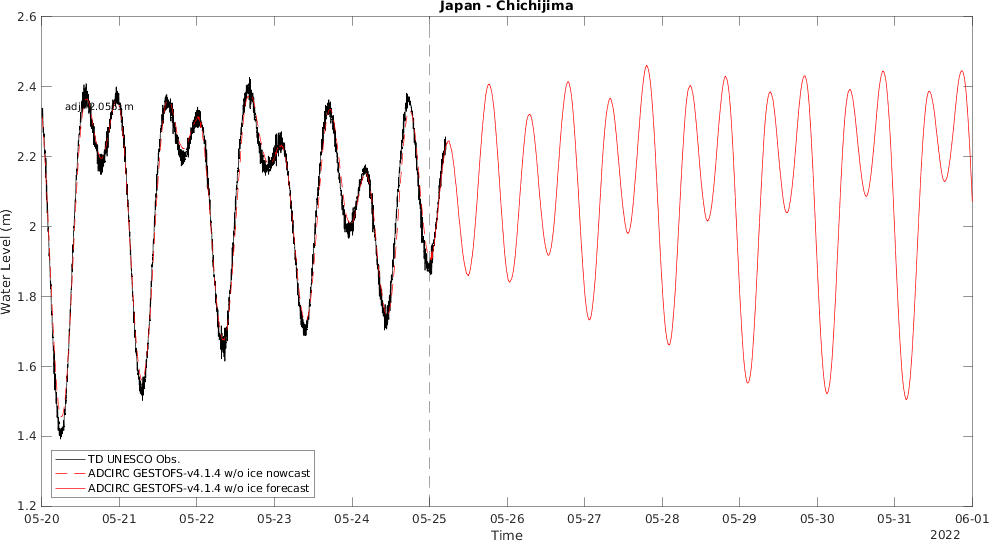 Japan - Chichijima
2.6
2.4
2.2
2
1.8
1.6
1.4
1.2
Water Level (m)
TD UNESCO Obs.
ADCIRC GESTOFS-v4.1.4 w/o ice nowcast
ADCIRC GESTOFS-v4.1.4 w/o ice forecast
05-20 05-21 05-22 05-23 05-24 05-25 05-26 05-27 05-28 05-29 05-30 05-31 06-01
Time
2022